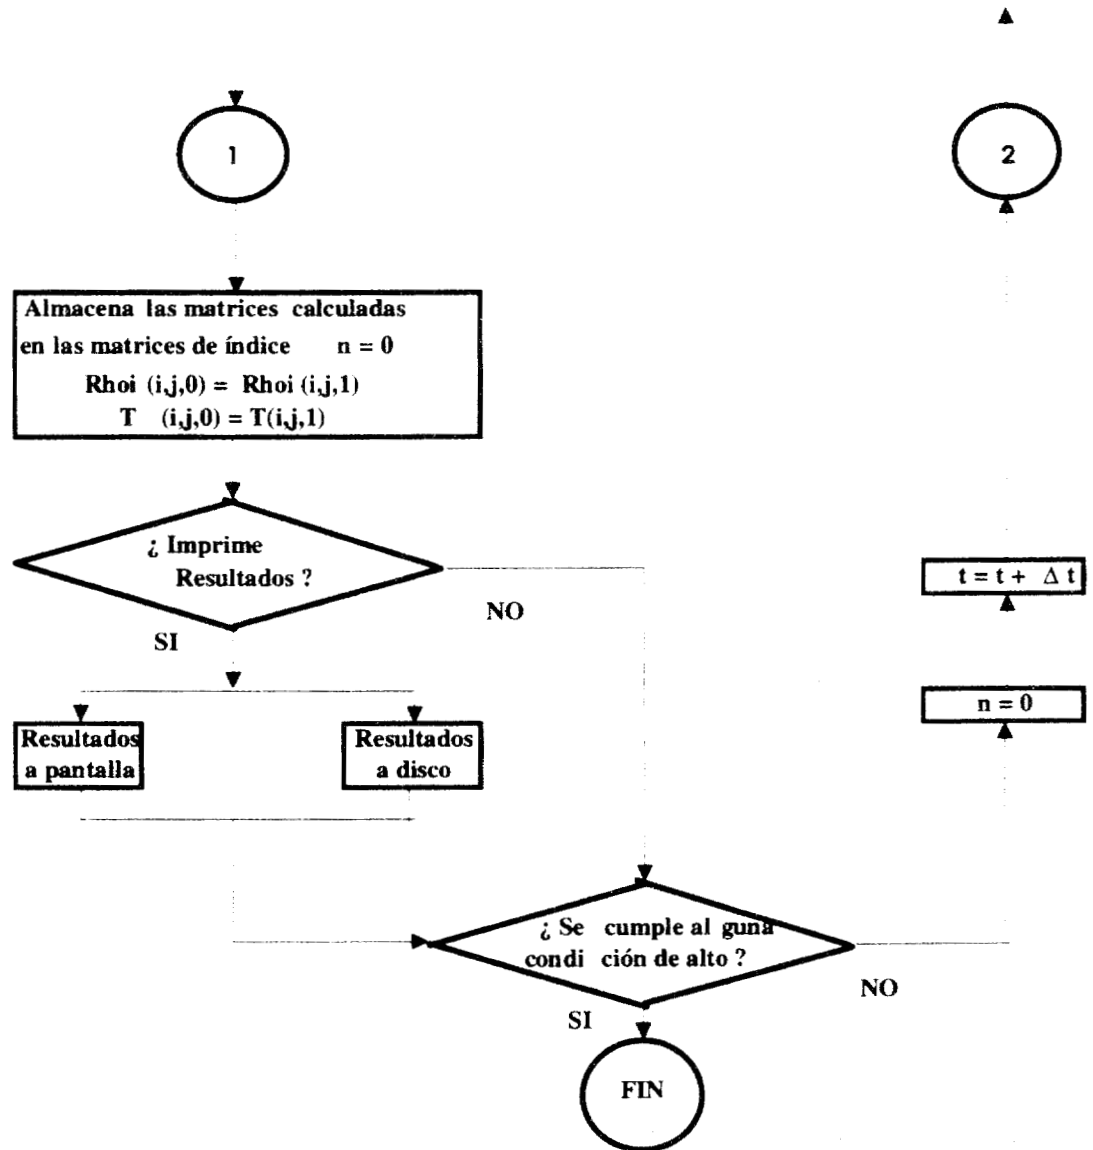 1
2
Almacena las matrices calculadas
en las matrices de índice n = 0
Rhoi (i,j,0) = Rhoi (i,j,1)
T (i,j,0) = T(i,j,1)
¿ Imprime
Resultados ?
NO
SI
t = t + Δ t
n = 0
Resultados
a pantalla
Resultados
a disco
¿ Se cumple al guna
condi ción de alto ?
NO
SI
FIN